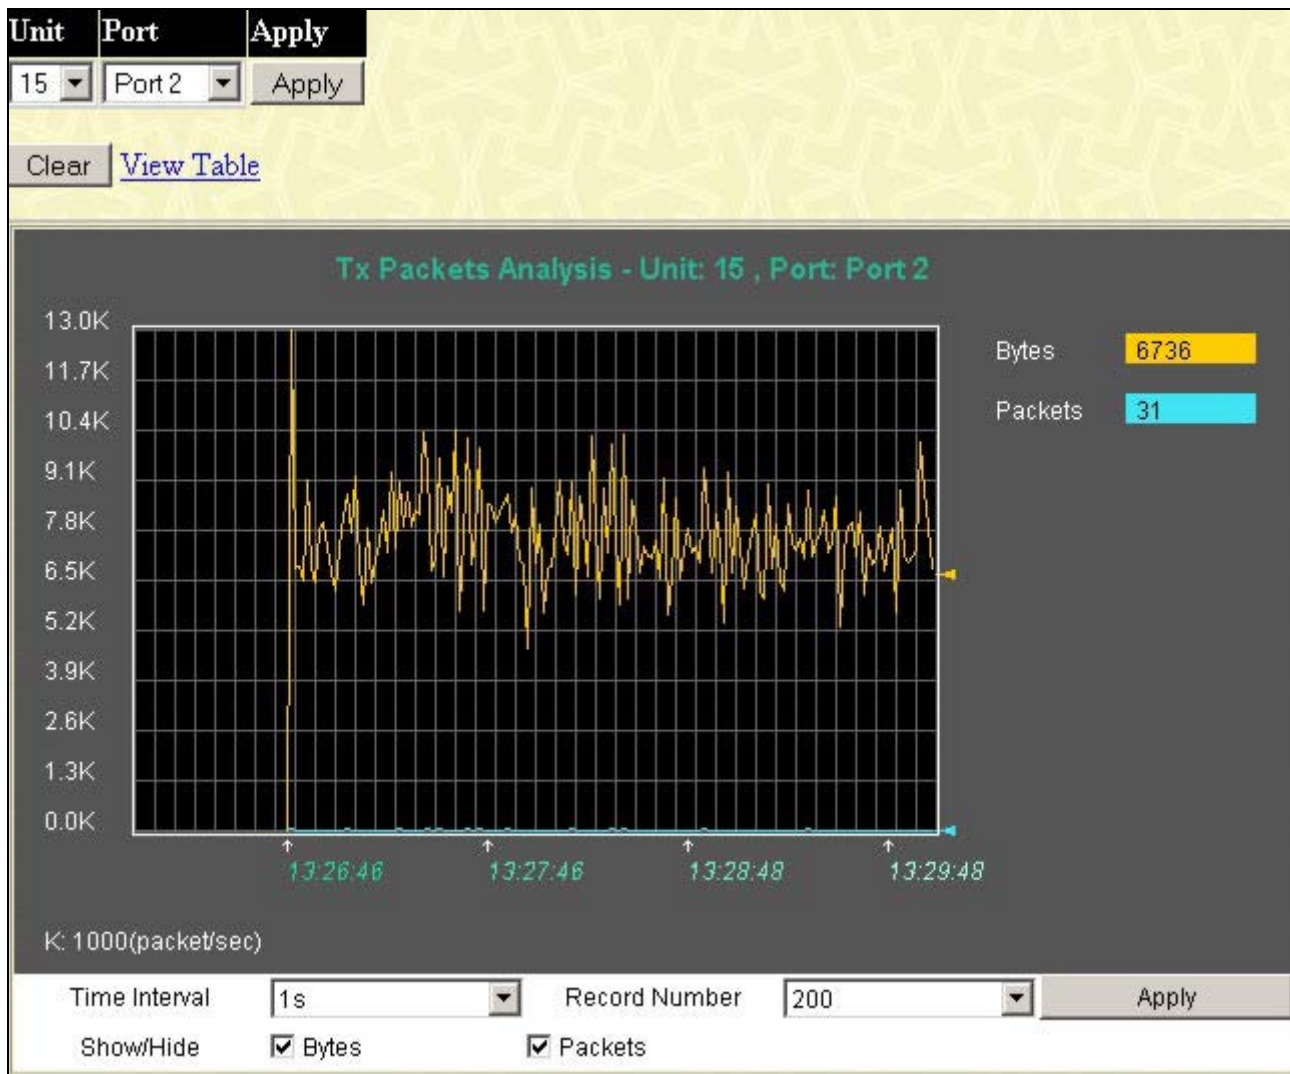 Unit Port Apply
15 Port 2 Apply
Clear View Table
Tx Packets Analysis - Unit: 15 , Port: Port 2
13.0K
11.7K
10.4K
9.1K
7.8K
6.5K
5.2K
3.9K
2.6K
1.3K
0.0K
Bytes 6736
Packets 31
13:26:46 13:27:46 13:28:48 13:29:48
K: 1000(packet/sec)
Time Interval 1s Record Number 200 Apply
Show/Hide Bytes Packets